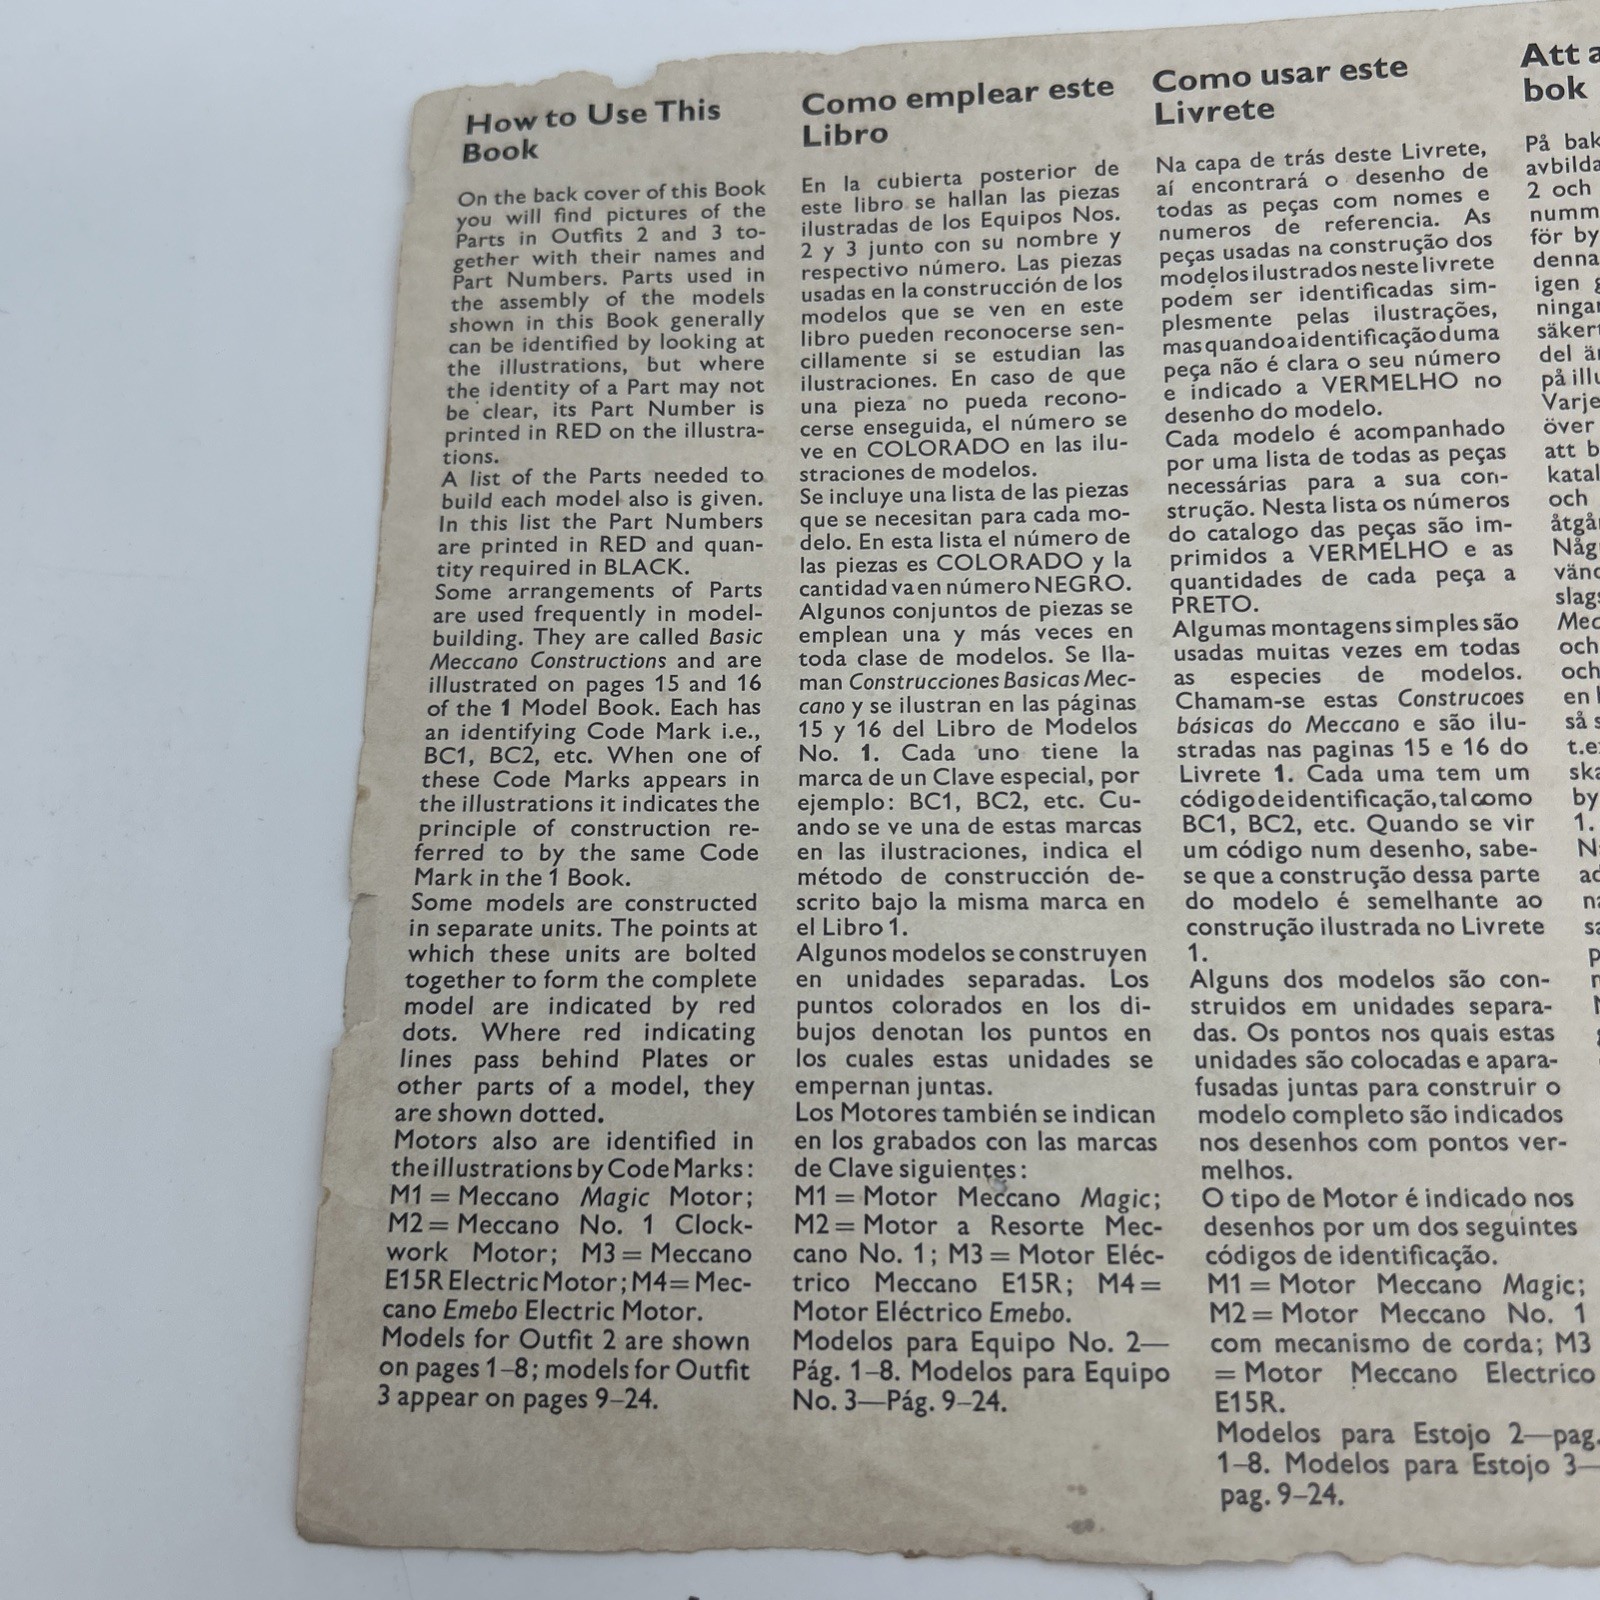 How to Use This
Book
On the back cover of this Book
you will find pictures of the
Parts in Outfits 2 and 3 to-
gether with their names and
Part Numbers. Parts used in
the assembly of the models
shown in this Book generally
can be identified by looking at
the illustrations, but where
the identity of a Part may not
be clear, its Part Number is
printed in RED on the illustra-
tions.
A list of the Parts needed to
build each model also is given.
In this list the Part Numbers
are printed in RED and quan-
tity required in BLACK.
Some arrangements of Parts
are used frequently in model-
building. They are called Basic
Meccano Constructions and are
illustrated on pages 15 and 16
of the 1 Model Book. Each has
an identifying Code Mark i.e.,
BC1, BC2, etc. When one of
these Code Marks appears in
the illustrations it indicates the
principle of construction re-
ferred to by the same Code
Mark in the 1 Book.
Some models are constructed
in separate units. The points at
which these units are bolted
together to form the complete
model are indicated by red
dots. Where red indicating
lines pass behind Plates or
other parts of a model, they
are shown dotted.
Motors also are identified in
the illustrations by Code Marks:
M1 = Meccano Magic Motor;
M2 = Meccano No. 1 Clock-
work Motor; M3 = Meccano
E15R Electric Motor; M4 = Mec-
cano Emebo Electric Motor.
Models for Outfit 2 are shown
on pages 1–8; models for Outfit
3 appear on pages 9–24.
Como emplear este
Libro
En la cubierta posterior de
este libro se hallan las piezas
ilustradas de los Equipos Nos.
2 y 3 junto con su nombre y
respectivo número. Las piezas
usadas en la construcción de los
modelos que se ven en este
libro pueden reconocerse sen-
cillamente si se estudian las
ilustraciones. En caso de que
una pieza no pueda recono-
cerse enseguida, el número se
ve en COLORADO en las ilu-
straciones de modelos.
Se incluye una lista de las piezas
que se necesitan para cada mo-
delo. En esta lista el número de
las piezas es COLORADO y la
cantidad va en número NEGRO.
Algunos conjuntos de piezas se
emplean una y más veces en
toda clase de modelos. Se lla-
man Construcciones Basicas Mec-
cano y se ilustran en las páginas
15 y 16 del Libro de Modelos
No. 1. Cada uno tiene la
marca de un Clave especial, por
ejemplo: BC1, BC2, etc. Cu-
ando se ve una de estas marcas
en las ilustraciones, indica el
método de construcción de-
scrito bajo la misma marca en
el Libro 1.
Algunos modelos se construyen
en unidades separadas. Los
puntos colorados en los di-
bujos denotan los puntos en
los cuales estas unidades se
empernan juntas.
Los Motores también se indican
en los grabados con las marcas
de Clave siguientes:
M1 = Motor Meccano Magic;
M2 = Motor a Resorte Mec-
cano No. 1; M3 = Motor Eléc-
trico Meccano E15R; M4 =
Motor Eléctrico Emebo.
Modelos para Equipo No. 2—
Pág. 1–8. Modelos para Equipo
No. 3—Pág. 9–24.
Como usar este
Livrete
Na capa de trás deste Livrete,
aí encontrará o desenho de
todas as peças com nomes e
numeros de referencia. As
peças usadas na construção dos
modelos ilustrados neste livrete
podem ser identificadas sim-
plesmente pelas ilustrações,
mas quando a identificação duma
peça não é clara o seu número
e indicado a VERMELHO no
desenho do modelo.
Cada modelo é acompanhado
por uma lista de todas as peças
necessárias para a sua con-
strução. Nesta lista os números
do catalogo das peças são im-
primidos a VERMELHO e as
quantidades de cada peça a
PRETO.
Algumas montagens simples são
usadas muitas vezes em todas
as especies de modelos.
Chamam-se estas Construcoes
básicas do Meccano e são ilu-
stradas nas paginas 15 e 16 do
Livrete 1. Cada uma tem um
código de identificação, tal como
BC1, BC2, etc. Quando se vir
um código num desenho, sabe-
se que a construção dessa parte
do modelo é semelhante ao
construção ilustrada no Livrete
1.
Alguns dos modelos são con-
struidos em unidades separa-
das. Os pontos nos quais estas
unidades são colocadas e apara-
fusadas juntas para construir o
modelo completo são indicados
nos desenhos com pontos ver-
melhos.
O tipo de Motor é indicado nos
desenhos por um dos seguintes
códigos de identificação.
M1 = Motor Meccano Magic;
M2 = Motor Meccano No. 1
com mecanismo de corda; M3
= Motor Meccano Electrico
E15R.
Modelos para Estojo 2—pag.
1–8. Modelos para Estojo 3—
pag. 9–24.
Att
bok
På
2 och
för
denna
igen
del
på
över
att
och
och
och
en
så
by
1.